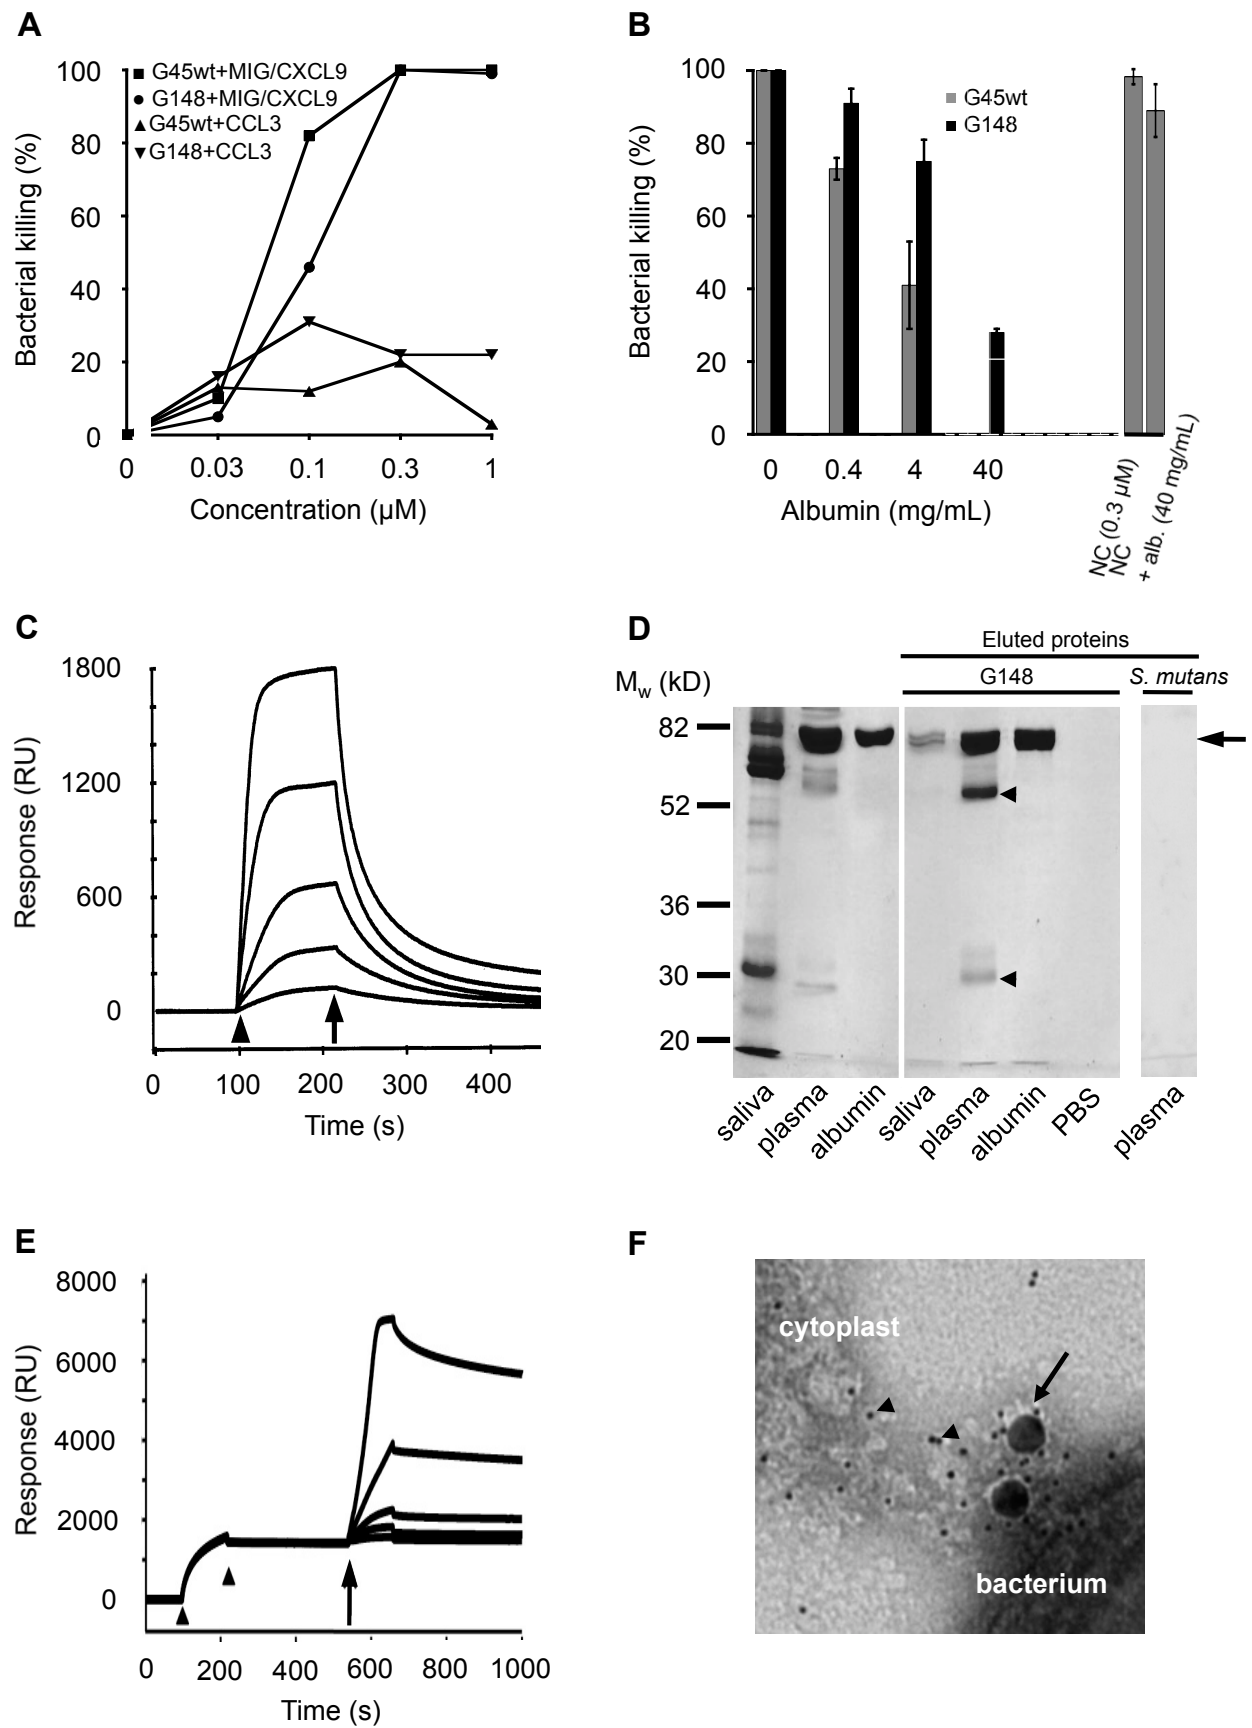 A
100
80
60
40
20
0
Bacterial killing (%)
G45wt+MIG/CXCL9
G148+MIG/CXCL9
G45wt+CCL3
G148+CCL3
0 0.03 0.1 0.3 1
Concentration (µM)
B
100
80
60
40
20
0
Bacterial killing (%)
G45wt
G148
0 0.4 4 40
Albumin (mg/mL)
NC (0.3 µM)
NC
+ alb. (40 mg/mL)
C
1800
1200
600
0
Response (RU)
0 100 200 300 400
Time (s)
D
Eluted proteins
G148 S. mutans
Mw (kD)
82
52
36
30
20
saliva plasma albumin saliva plasma albumin PBS plasma
E
8000
6000
4000
2000
0
Response (RU)
0 200 400 600 800 1000
Time (s)
F
cytoplast
bacterium